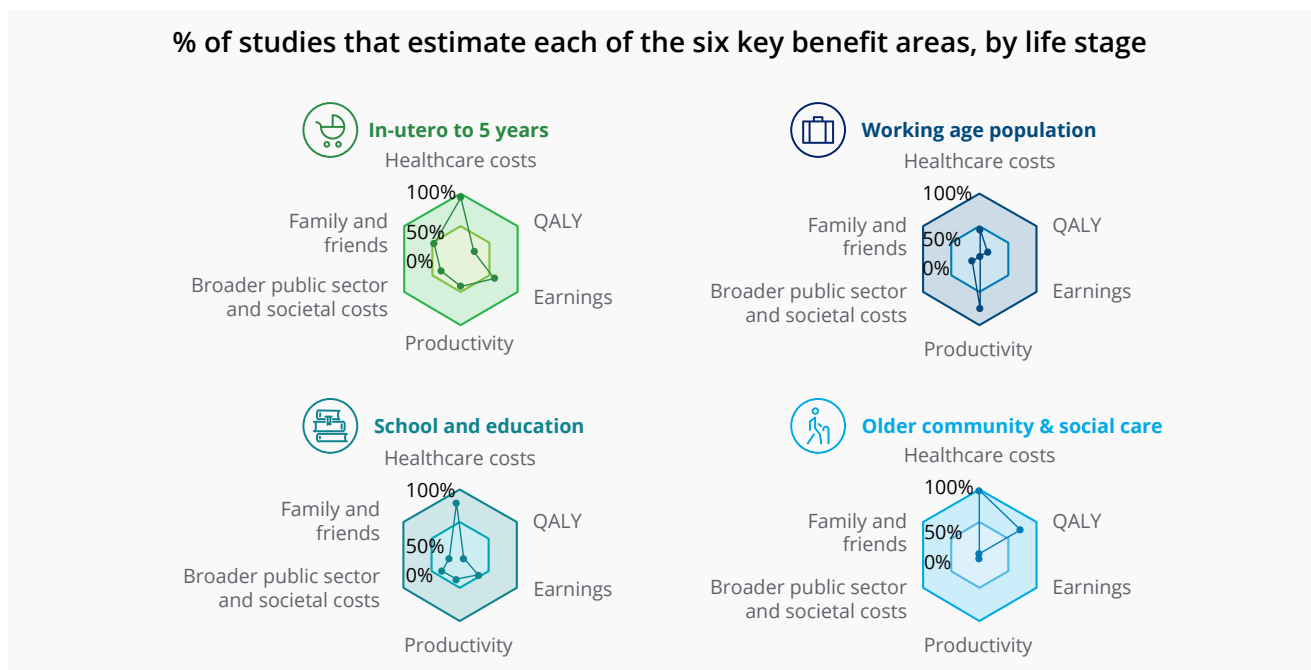 % of studies that estimate each of the six key benefit areas, by life stage
In-utero to 5 years
Healthcare costs
100%
QALY
Family and
friends
50%
0%
Broader public sector
and societal costs
Earnings
Productivity
Working age population
Healthcare costs
100%
QALY
Family and
friends
50%
0%
Broader public sector
and societal costs
Earnings
Productivity
School and education
Healthcare costs
100%
Family and
friends
QALY
50%
0%
Broader public sector
and societal costs
Earnings
Productivity
Older community & social care
Healthcare costs
100%
Family and
friends
QALY
50%
0%
Broader public sector
and societal costs
Earnings
Productivity